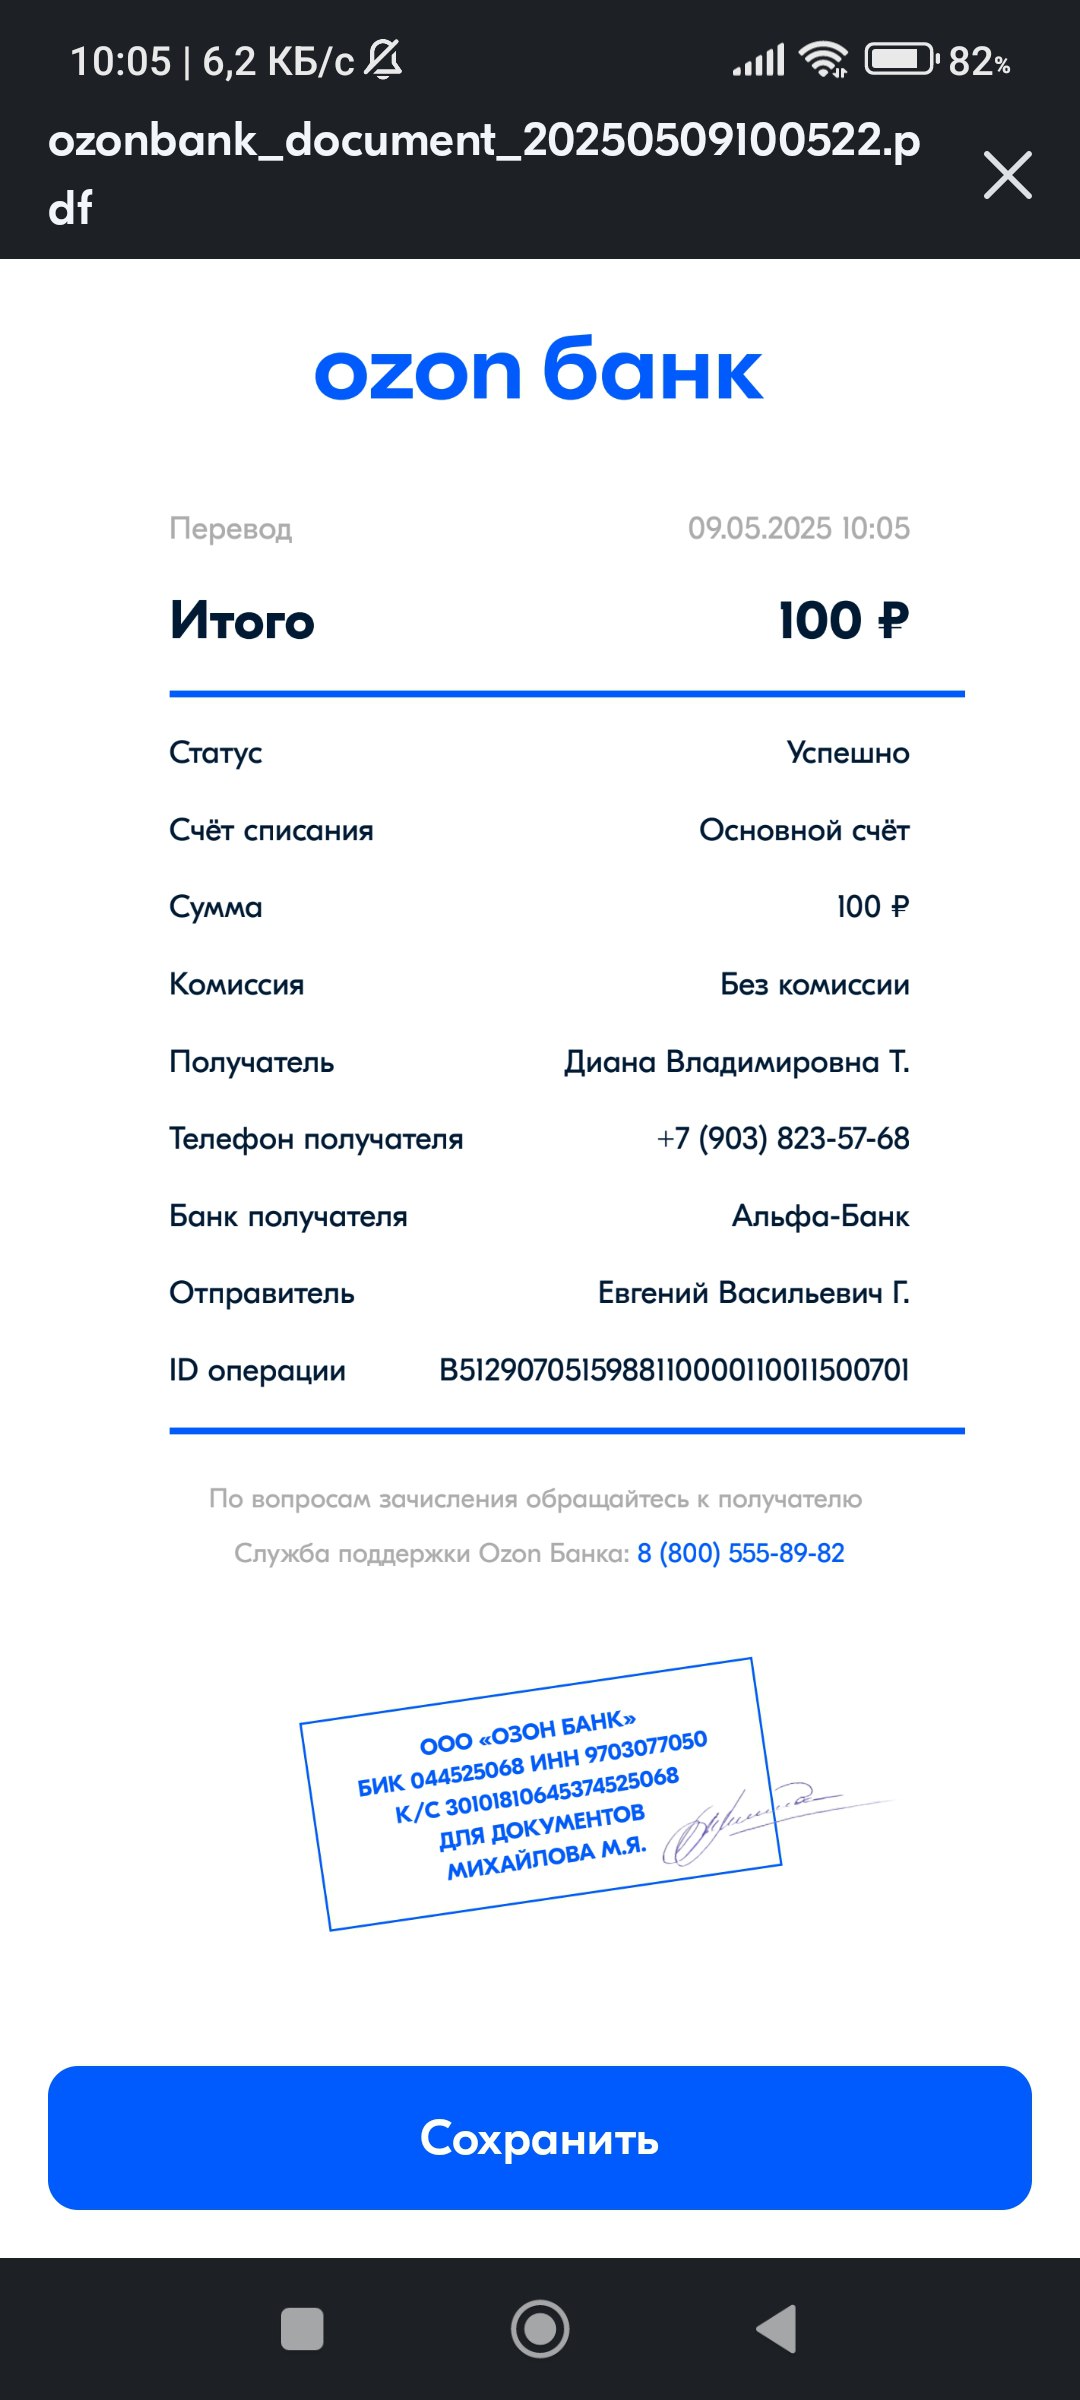 10:05 | 6,2 КБ/с 82%
ozonbank_document_20250509100522.p
df
ozon банк
Перевод 09.05.2025 10:05
Итого 100 ₽
Статус Успешно
Счёт списания Основной счёт
Сумма 100 ₽
Комиссия Без комиссии
Получатель Диана Владимировна Т.
Телефон получателя +7 (903) 823-57-68
Банк получателя Альфа-Банк
Отправитель Евгений Васильевич Г.
ID операции B5129070515988110000110011500701
По вопросам зачисления обращайтесь к получателю
Служба поддержки Ozon Банка: 8 (800) 555-89-82
ООО «ОЗОН БАНК»
БИК 044525068 ИНН 9703077050
К/С 30101810645374525068
ДЛЯ ДОКУМЕНТОВ
МИХАЙЛОВА М.Я.
Сохранить